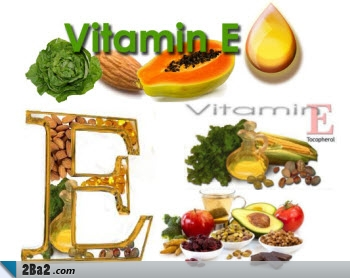 Vitamin E
Vitamin
E
Tocopherol
E
2Ba2.com